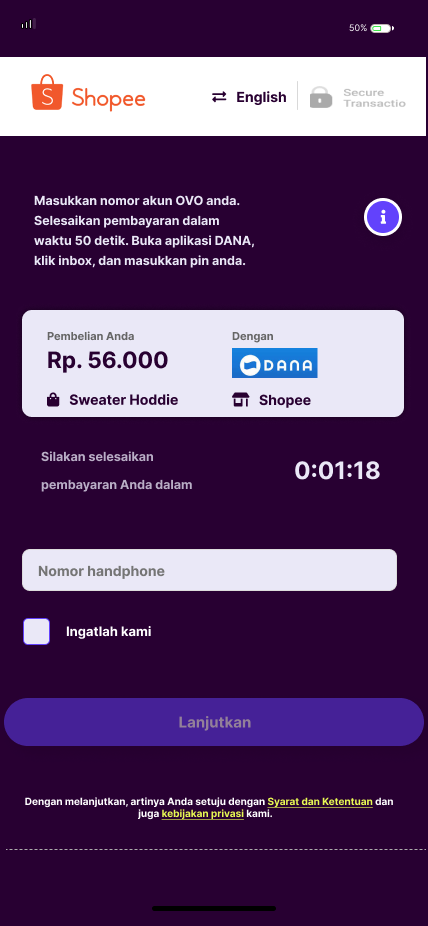 50%
Shopee
English
Secure
Transactio
Masukkan nomor akun OVO anda.
Selesaikan pembayaran dalam
waktu 50 detik. Buka aplikasi DANA,
klik inbox, dan masukkan pin anda.
Pembelian Anda
Dengan
Rp. 56.000
DANA
Sweater Hoddie
Shopee
Silakan selesaikan
pembayaran Anda dalam
0:01:18
Nomor handphone
Ingatlah kami
Lanjutkan
Dengan melanjutkan, artinya Anda setuju dengan Syarat dan Ketentuan dan
juga kebijakan privasi kami.